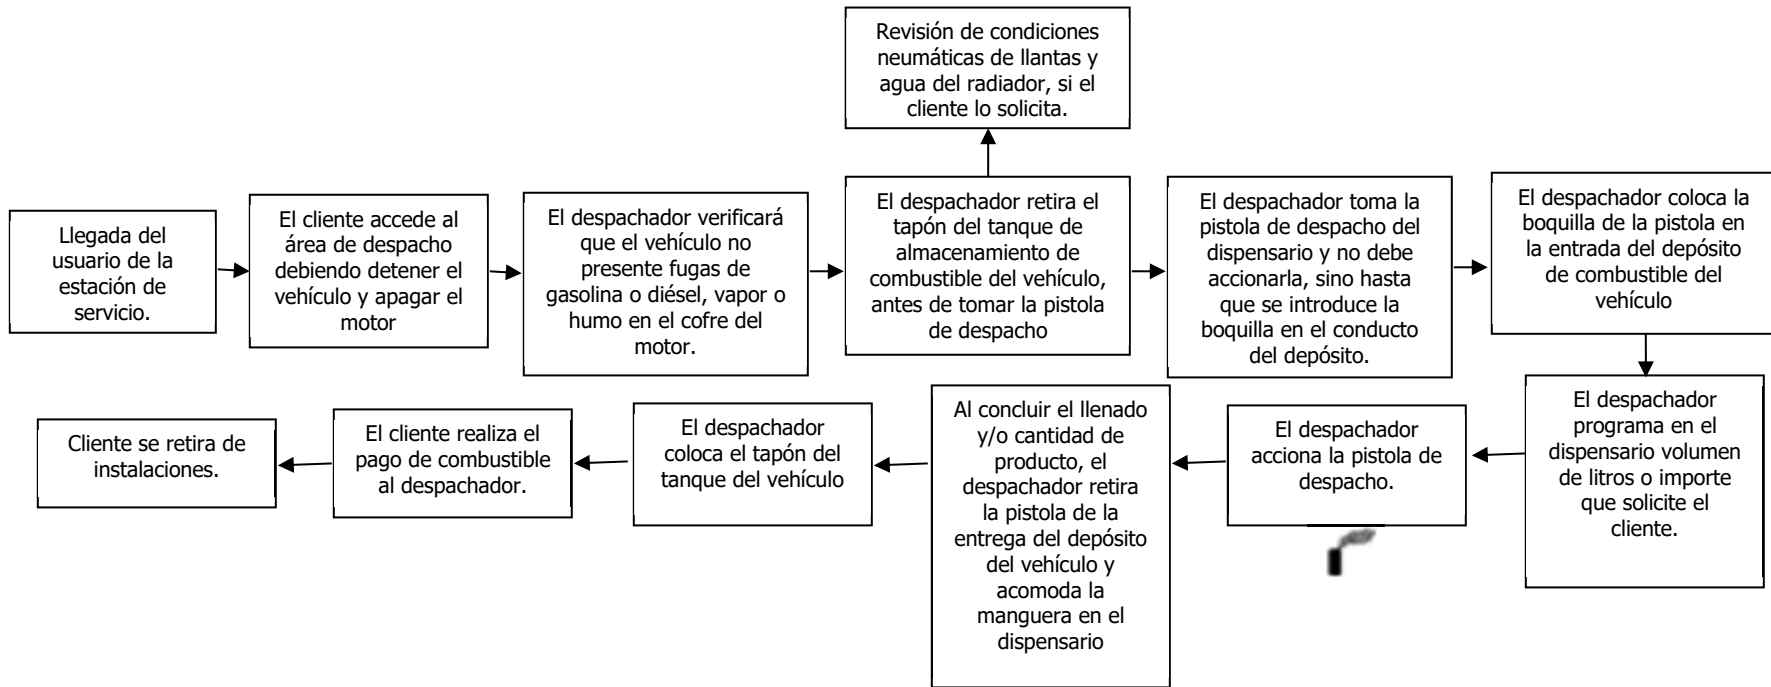 Revisión de condiciones
neumáticas de llantas y
agua del radiador, si el
cliente lo solicita.
Llegada del
usuario de la
estación de
servicio.
El cliente accede al
área de despacho
debiendo detener el
vehículo y apagar el
motor
El despachador verificará
que el vehículo no
presente fugas de
gasolina o diésel, vapor o
humo en el cofre del
motor.
El despachador retira el
tapón del tanque de
almacenamiento de
combustible del vehículo,
antes de tomar la pistola
de despacho
El despachador toma la
pistola de despacho del
dispensario y no debe
accionarla, sino hasta
que se introduce la
boquilla en el conducto
del depósito.
El despachador coloca la
boquilla de la pistola en
la entrada del depósito
de combustible del
vehículo
El despachador
programa en el
dispensario volumen
de litros o importe
que solicite el
cliente.
El despachador
acciona la pistola de
despacho.
Al concluir el llenado
y/o cantidad de
producto, el
despachador retira
la pistola de la
entrega del depósito
del vehículo y
acomoda la
manguera en el
dispensario
El despachador
coloca el tapón del
tanque del vehículo
El cliente realiza el
pago de combustible
al despachador.
Cliente se retira de
instalaciones.